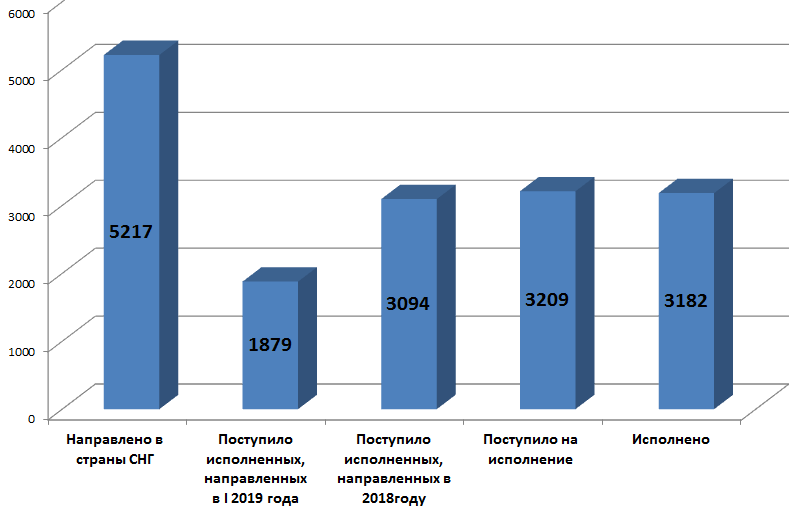 6000
5000
4000
3000
2000
1000
0
5217
1879
3094
3209
3182
Направлено в
страны СНГ
Поступило
исполненных,
направленных
в I 2019 года
Поступило
исполненных,
направленных в
2018году
Поступило на
исполнение
Исполнено